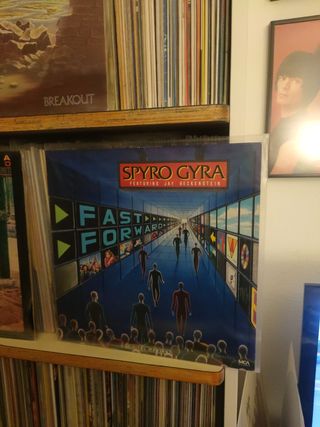 BREAKOUT
SPYRO GYRA
FEATURING JAY BECKENSTEIN
FAST
FORWARD
MCA